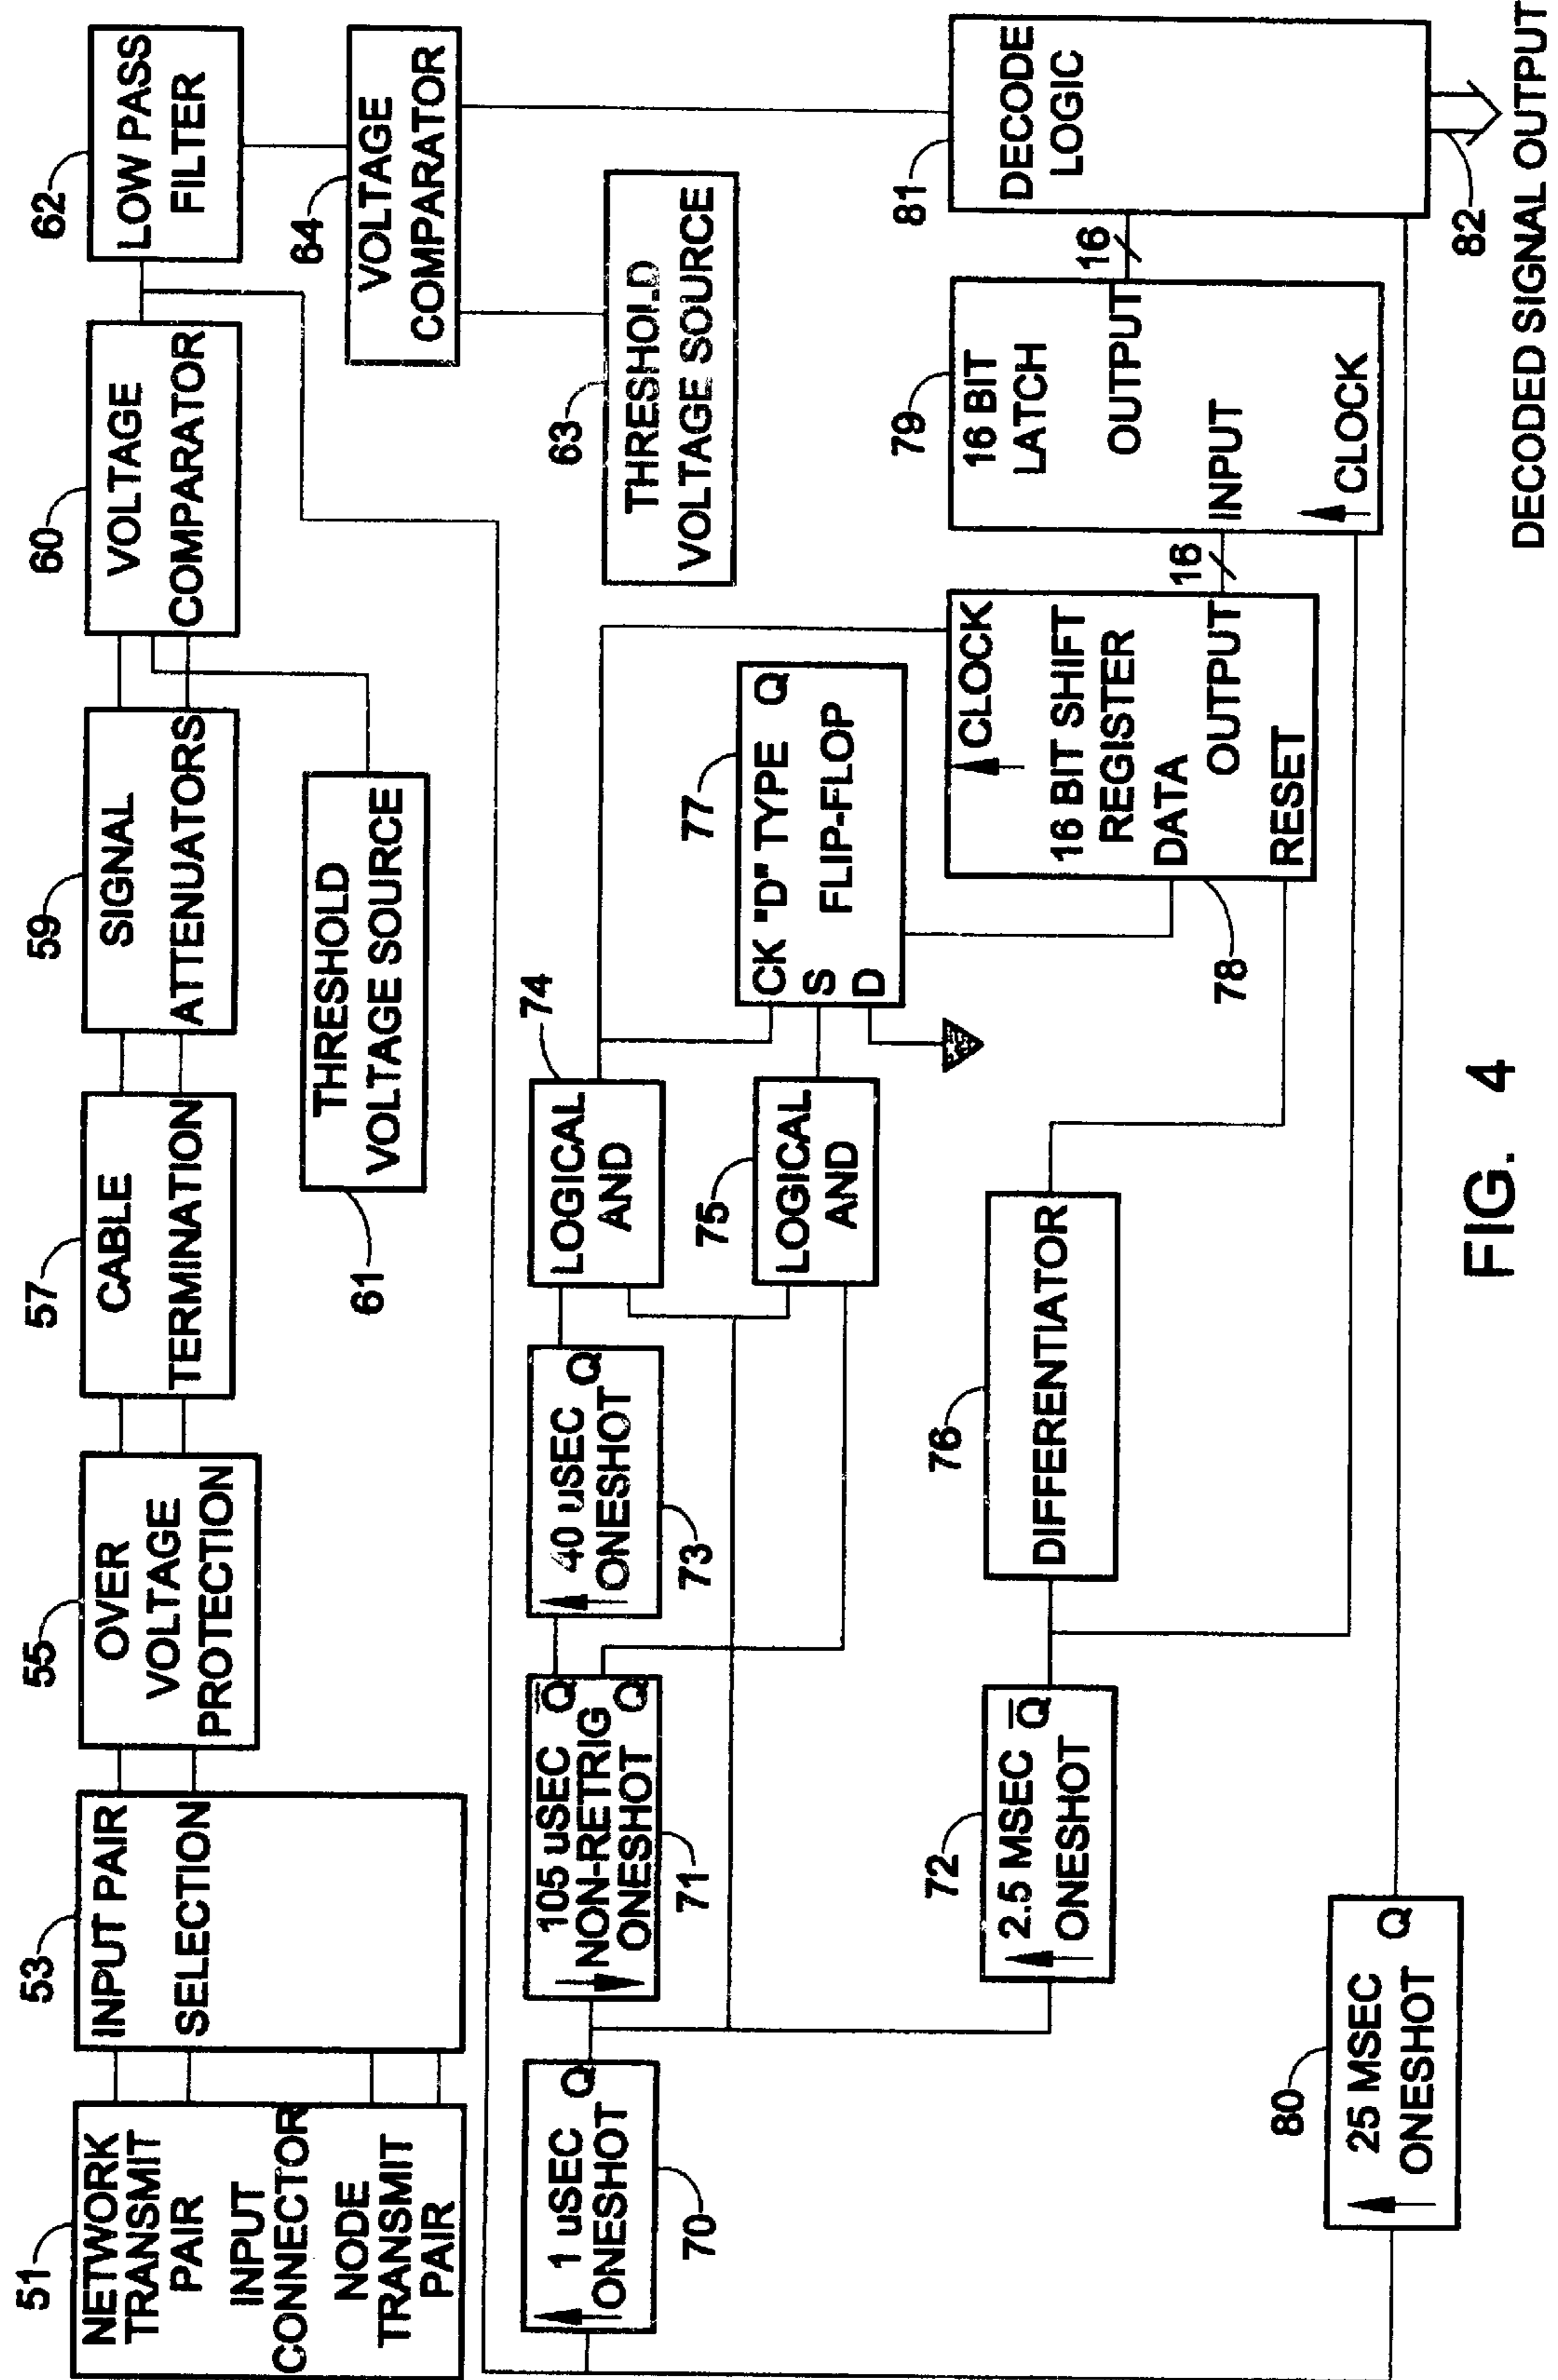 51
NETWORK
TRANSMIT
PAIR
INPUT
CONNECTOR
NODE
TRANSMIT
PAIR
53
INPUT PAIR
SELECTION
55
OVER
VOLTAGE
PROTECTION
57
CABLE
TERMINATION
59
SIGNAL
ATTENUATORS
60
VOLTAGE
COMPARATOR
62
LOW PASS
FILTER
61
THRESHOLD
VOLTAGE SOURCE
64
VOLTAGE
COMPARATOR
63
THRESHOLD
VOLTAGE SOURCE
70
1 uSEC Q
ONESHOT
71
105 uSEC Q̅
NON-RETRIG
ONESHOT Q
73
40 uSEC Q
ONESHOT
74
LOGICAL
AND
75
LOGICAL
AND
77
CK "D" TYPE Q
S FLIP-FLOP
D
72
2.5 MSEC Q̅
ONESHOT
76
DIFFERENTIATOR
78
CLOCK
16 BIT SHIFT
REGISTER
DATA
OUTPUT
RESET
16
79
16 BIT
LATCH
OUTPUT
INPUT
CLOCK
16
81
DECODE
LOGIC
80
25 MSEC Q
ONESHOT
82
DECODED SIGNAL OUTPUT
FIG. 4